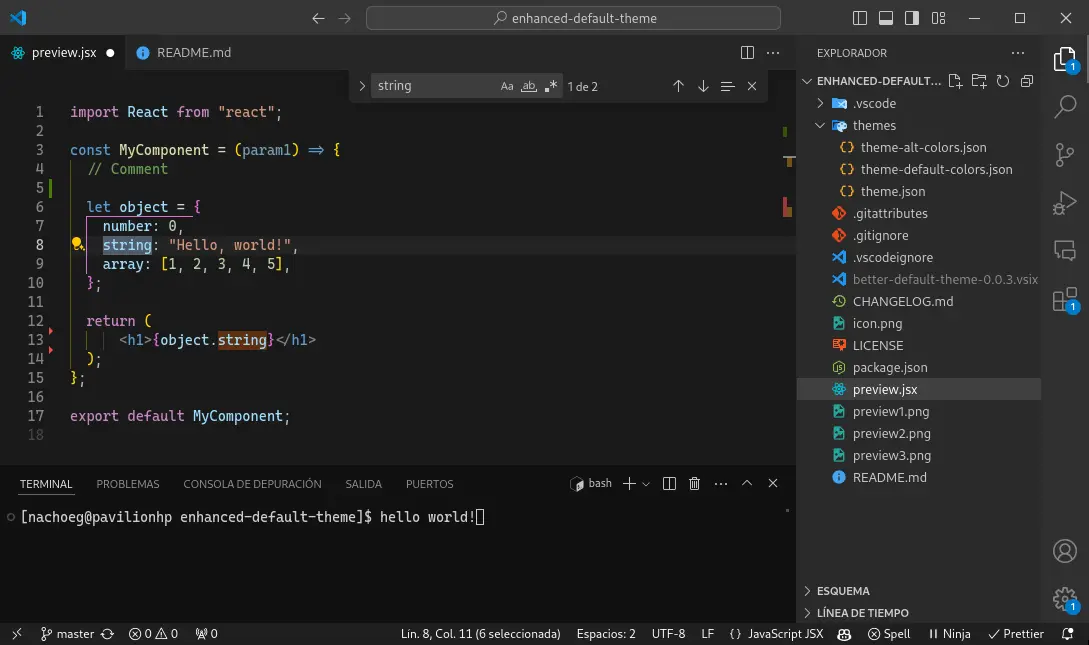 enhanced-default-theme
preview.jsx
README.md
string
Aa
ab
1 de 2
1 import React from "react";
2
3 const MyComponent = (param1) => {
4 // Comment
5
6 let object = {
7 number: 0,
8 string: "Hello, world!",
9 array: [1, 2, 3, 4, 5],
10 };
11
12 return (
13 <h1>{object.string}</h1>
14 );
15 };
16
17 export default MyComponent;
18
TERMINAL PROBLEMAS CONSOLA DE DEPURACIÓN SALIDA PUERTOS
bash
[nachoeg@pavilionhp enhanced-default-theme]$ hello world!
EXPLORADOR
ENHANCED-DEFAULT...
.vscode
themes
theme-alt-colors.json
theme-default-colors.json
theme.json
.gitattributes
.gitignore
.vscodeignore
better-default-theme-0.0.3.vsix
CHANGELOG.md
icon.png
LICENSE
package.json
preview.jsx
preview1.png
preview2.png
preview3.png
README.md
ESQUEMA
LÍNEA DE TIEMPO
1
1
1
master 0 0 0 Lín. 8, Col. 11 (6 seleccionada) Espacios: 2 UTF-8 LF {} JavaScript JSX Spell Ninja Prettier